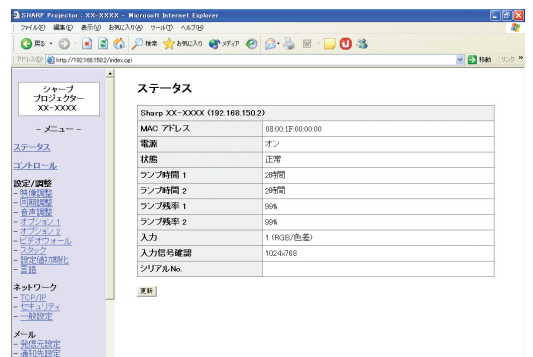 SHARP Projector : XX-XXXX - Microsoft Internet Explorer
ファイル(F) 編集(E) 表示(V) お気に入り(A) ツール(T) ヘルプ(H)
戻る 検索 お気に入り メディア
アドレス(D) http://192.168.150.2/index.cgi 移動 リンク »
シャープ
プロジェクター
XX-XXXX
- メニュー -
ステータス
コントロール
設定/調整
- 映像調整
- 同期調整
- 音声調整
- オプション 1
- オプション 2
- ビデオウォール
- スタック
- 設定値初期化
- 言語
ネットワーク
- TCP/IP
- セキュリティ
- 一般設定
メール
- 発信元設定
- 通知先設定
ステータス
Sharp XX-XXXX (192.168.150.2)
MAC アドレス 08:00:1F:00:00:00
電源 オン
状態 正常
ランプ時間 1 2時間
ランプ時間 2 2時間
ランプ残率 1 99%
ランプ残率 2 99%
入力 1 (RGB/色差)
入力信号確認 1024x768
シリアルNo.
更新